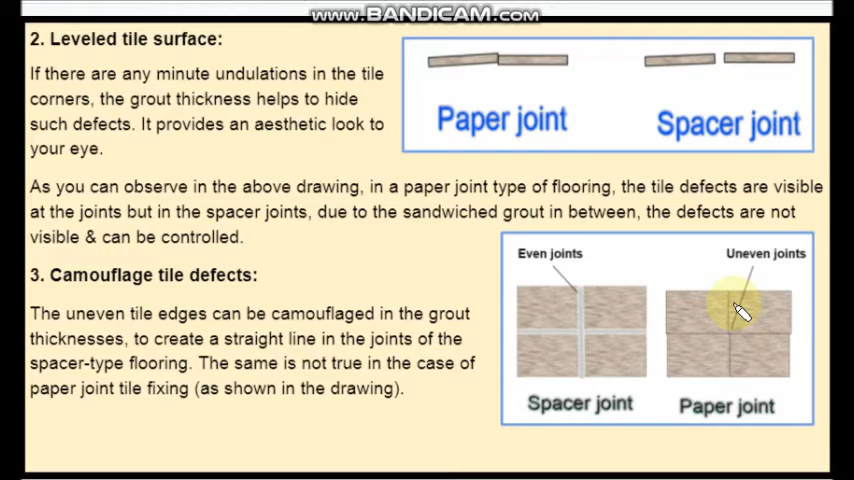 www.BANDICAM.com
2. Leveled tile surface:
If there are any minute undulations in the tile
corners, the grout thickness helps to hide
such defects. It provides an aesthetic look to
your eye.
Paper joint
Spacer joint
As you can observe in the above drawing, in a paper joint type of flooring, the tile defects are visible
at the joints but in the spacer joints, due to the sandwiched grout in between, the defects are not
visible & can be controlled.
3. Camouflage tile defects:
The uneven tile edges can be camouflaged in the grout
thicknesses, to create a straight line in the joints of the
spacer-type flooring. The same is not true in the case of
paper joint tile fixing (as shown in the drawing).
Even joints
Uneven joints
Spacer joint
Paper joint